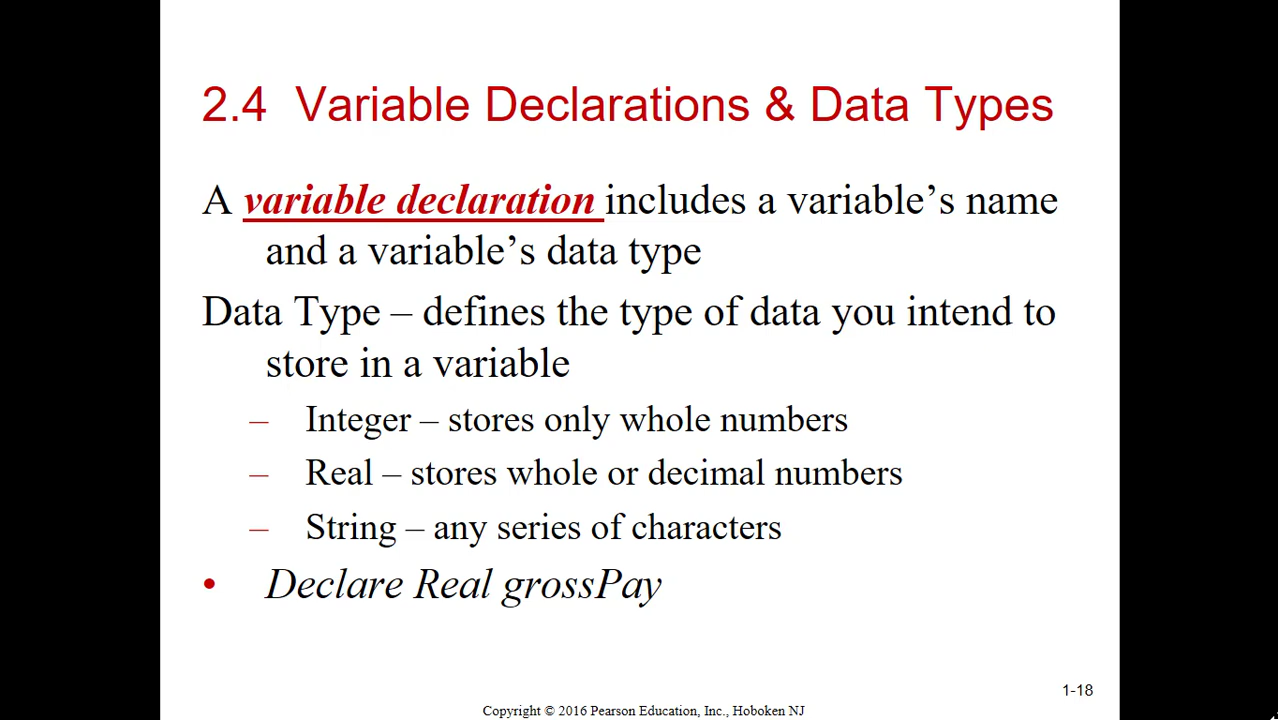 2.4 Variable Declarations & Data Types
A variable declaration includes a variable’s name
and a variable’s data type
Data Type – defines the type of data you intend to
store in a variable
– Integer – stores only whole numbers
– Real – stores whole or decimal numbers
– String – any series of characters
• Declare Real grossPay
1-18
Copyright © 2016 Pearson Education, Inc., Hoboken NJ